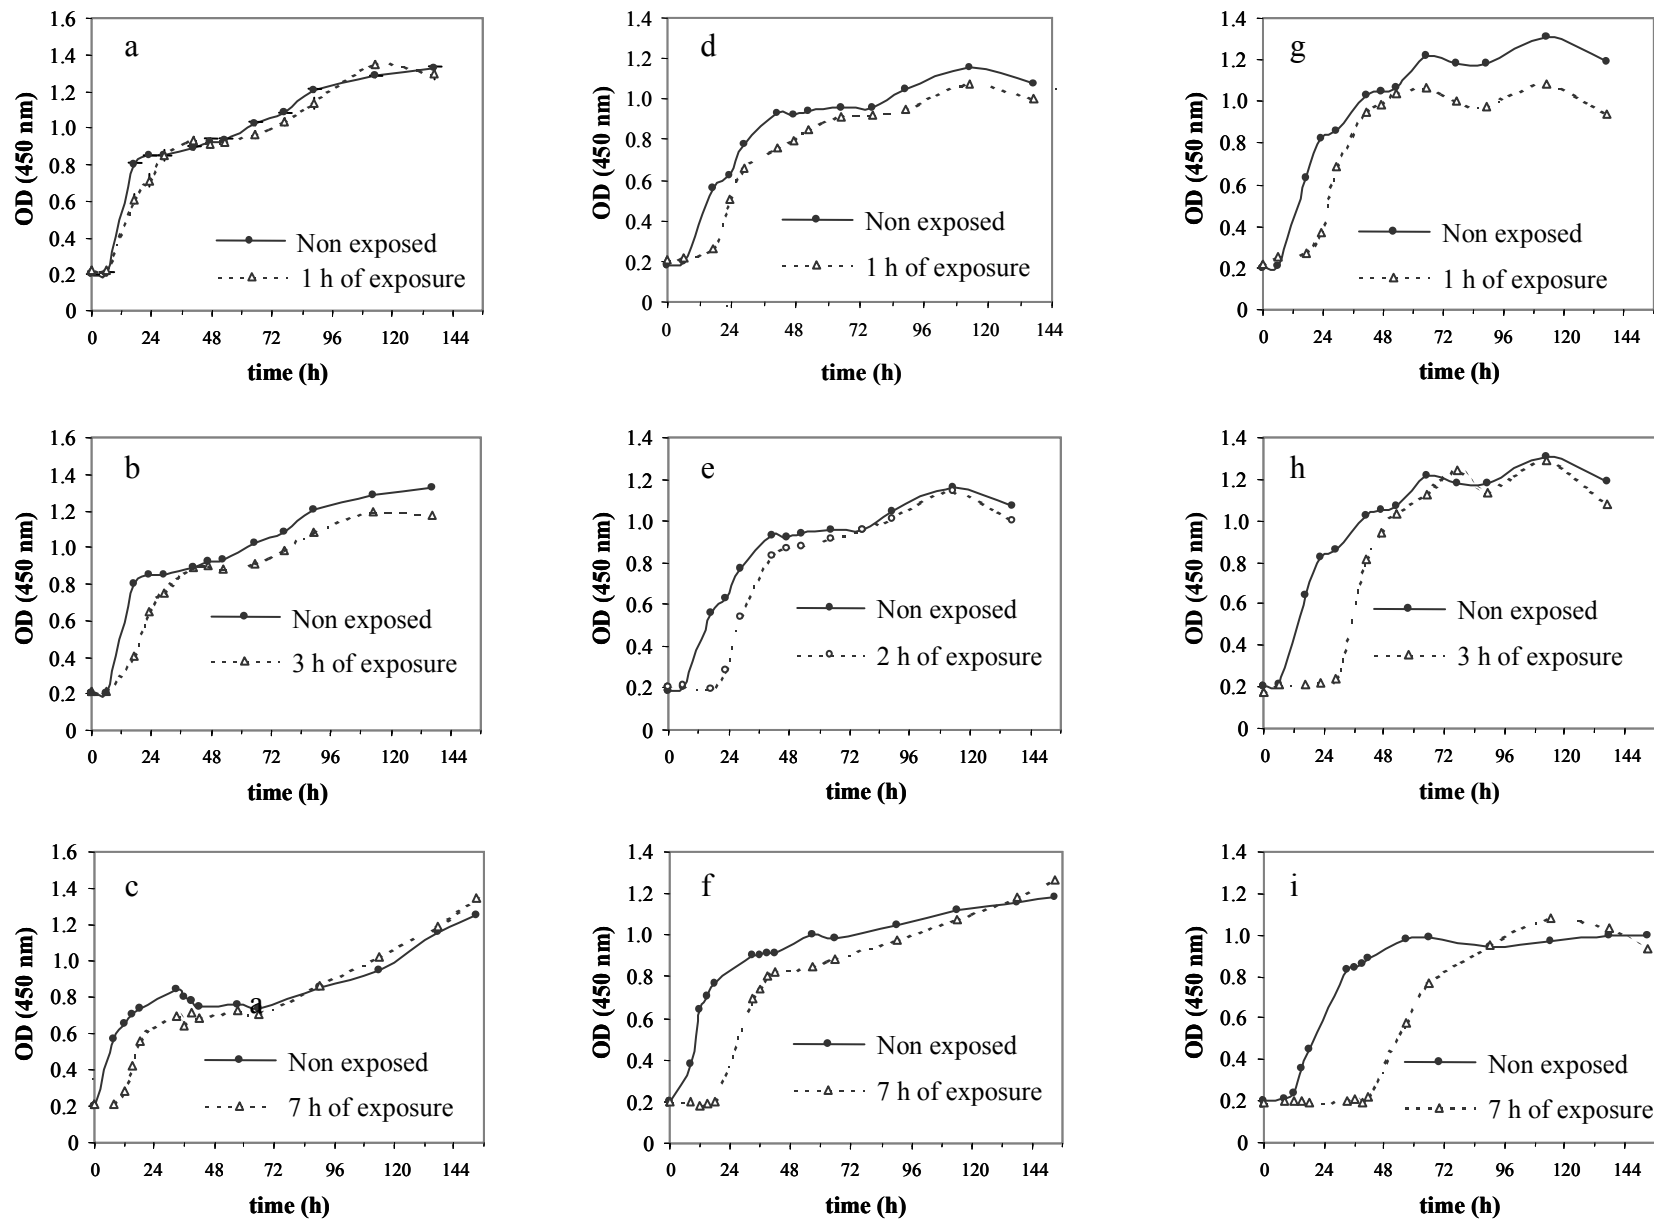 a
1.6
1.4
1.2
1.0
0.8
0.6
0.4
0.2
0
OD (450 nm)
Non exposed
1 h of exposure
0 24 48 72 96 120 144
time (h)
d
1.4
1.2
1.0
0.8
0.6
0.4
0.2
0
OD (450 nm)
Non exposed
1 h of exposure
0 24 48 72 96 120 144
time (h)
g
1.4
1.2
1.0
0.8
0.6
0.4
0.2
0
OD (450 nm)
Non exposed
1 h of exposure
0 24 48 72 96 120 144
time (h)
b
1.6
1.4
1.2
1.0
0.8
0.6
0.4
0.2
0
OD (450 nm)
Non exposed
3 h of exposure
0 24 48 72 96 120 144
time (h)
e
1.4
1.2
1.0
0.8
0.6
0.4
0.2
0
OD (450 nm)
Non exposed
2 h of exposure
0 24 48 72 96 120 144
time (h)
h
1.4
1.2
1.0
0.8
0.6
0.4
0.2
0
OD (450 nm)
Non exposed
3 h of exposure
0 24 48 72 96 120 144
time (h)
c
1.6
1.4
1.2
1.0
0.8
0.6
0.4
0.2
0
OD (450 nm)
a
Non exposed
7 h of exposure
0 24 48 72 96 120 144
time (h)
f
1.4
1.2
1.0
0.8
0.6
0.4
0.2
0
OD (450 nm)
Non exposed
7 h of exposure
0 24 48 72 96 120 144
time (h)
i
1.4
1.2
1.0
0.8
0.6
0.4
0.2
0
OD (450 nm)
Non exposed
7 h of exposure
0 24 48 72 96 120 144
time (h)